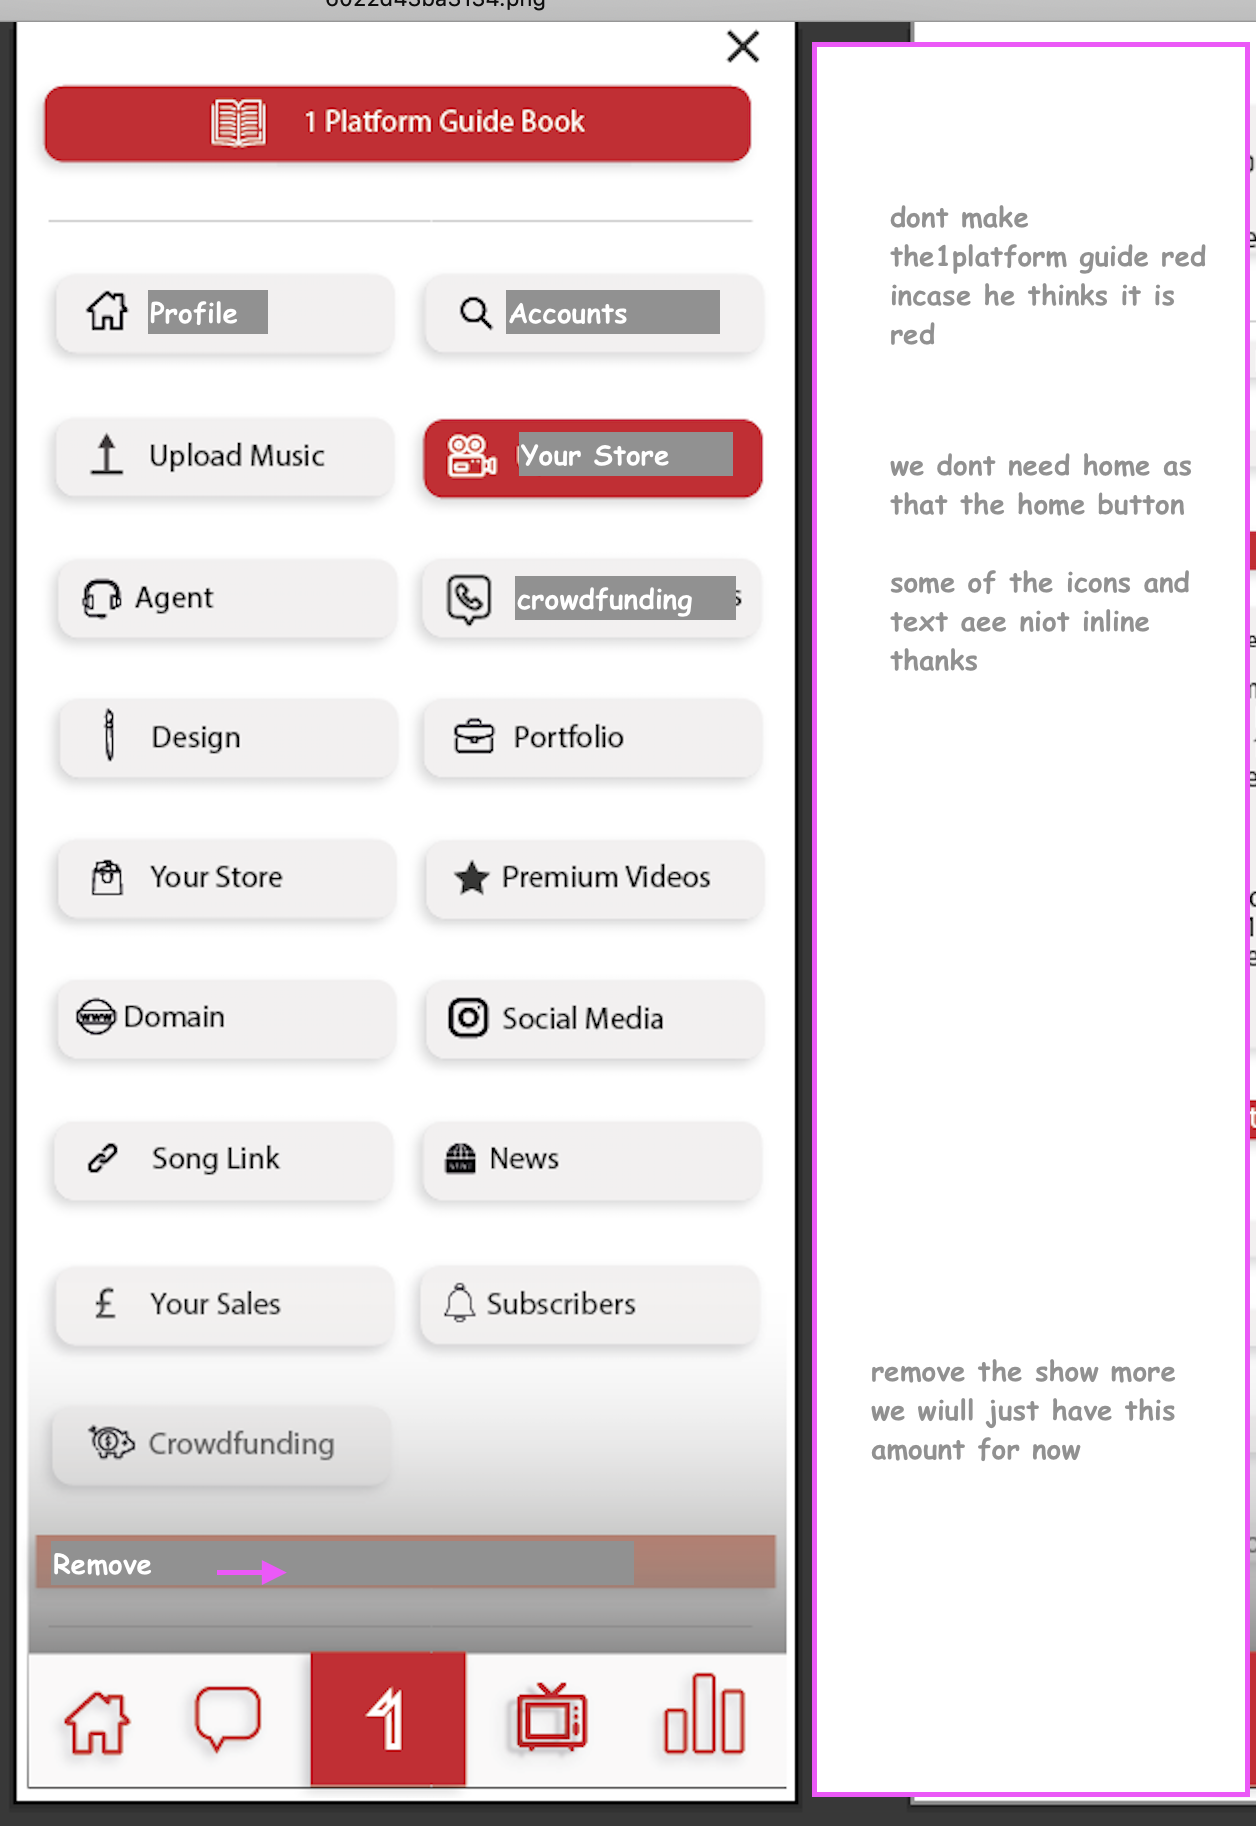 1 Platform Guide Book
dont make
the1platform guide red
incase he thinks it is
red
Profile
Accounts
Upload Music
Your Store
we dont need home as
that the home button
Agent
crowdfunding
some of the icons and
text aee niot inline
thanks
Design
Portfolio
Your Store
Premium Videos
www Domain
Social Media
Song Link
NEWS News
£ Your Sales
Subscribers
remove the show more
we wiull just have this
amount for now
Crowdfunding
Remove
1